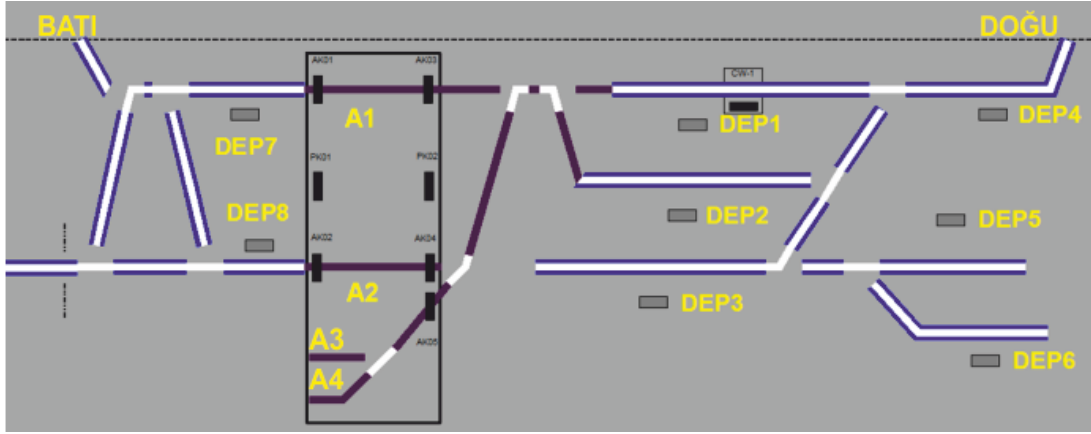 BATI
DOĞU
AK01
AK03
CW-1
A1
DEP7
DEP1
DEP4
PK01
PK02
DEP8
DEP2
DEP5
AK02
AK04
A2
DEP3
A3
AK05
A4
DEP6